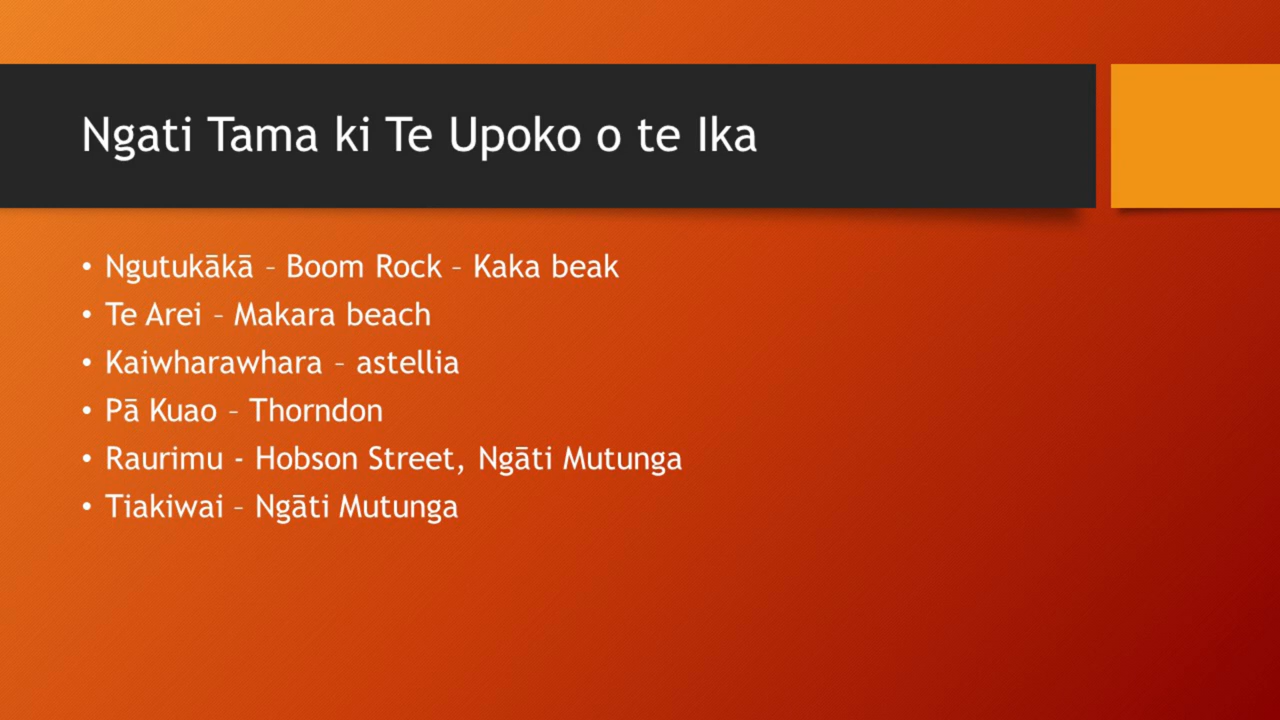 Ngati Tama ki Te Upoko o te Ika
• Ngutukākā – Boom Rock – Kaka beak
• Te Arei – Makara beach
• Kaiwharawhara – astellia
• Pā Kuao – Thorndon
• Raurimu - Hobson Street, Ngāti Mutunga
• Tiakiwai – Ngāti Mutunga